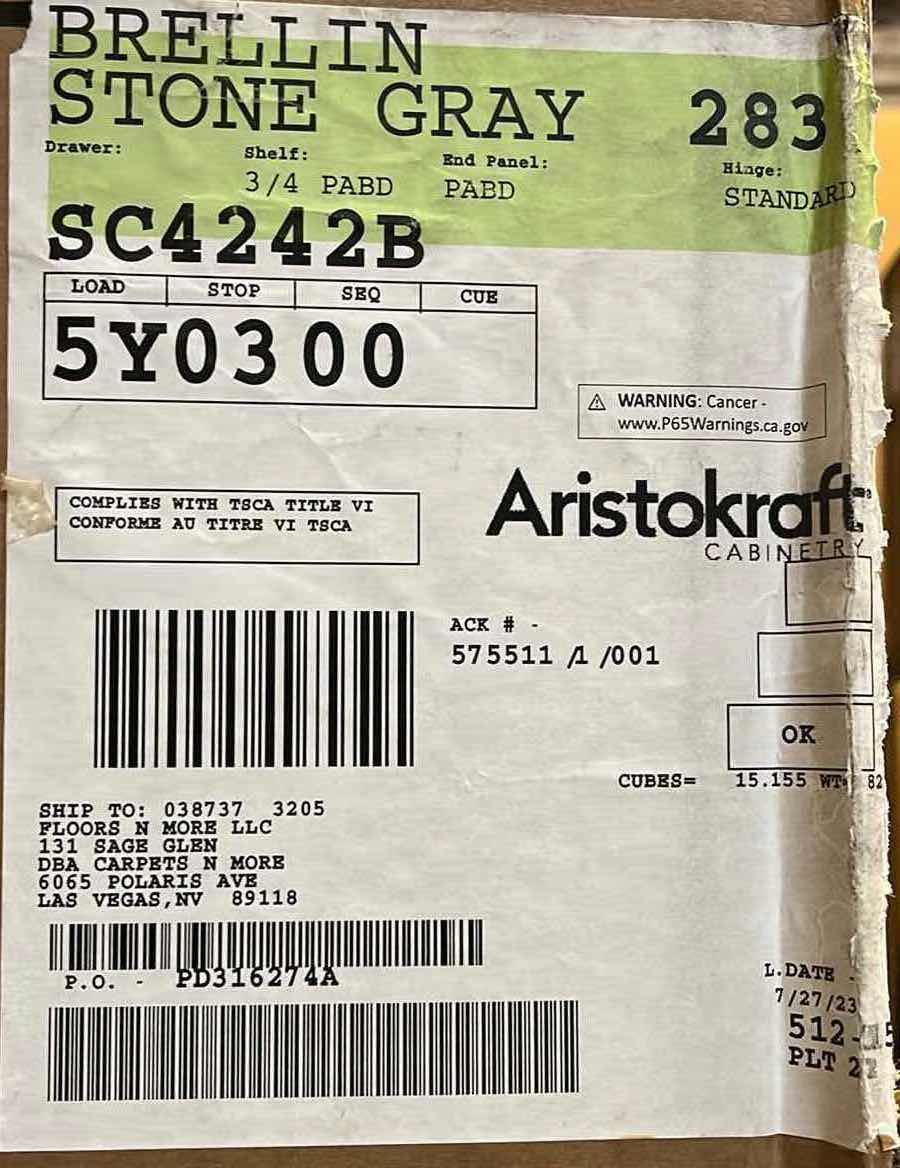 BRELLIN
STONE GRAY 283
Drawer: Shelf: End Panel: Hinge:
3/4 PABD PABD STANDARD
SC4242B
LOAD STOP SEQ CUE
5Y0300
⚠ WARNING: Cancer -
www.P65Warnings.ca.gov
COMPLIES WITH TSCA TITLE VI
CONFORME AU TITRE VI TSCA
Aristokraft
CABINETRY
ACK # -
575511 /1 /001
OK
CUBES= 15.155 WT= 82
SHIP TO: 038737 3205
FLOORS N MORE LLC
131 SAGE GLEN
DBA CARPETS N MORE
6065 POLARIS AVE
LAS VEGAS,NV 89118
P.O. - PD316274A
L.DATE -
7/27/23
512-
PLT